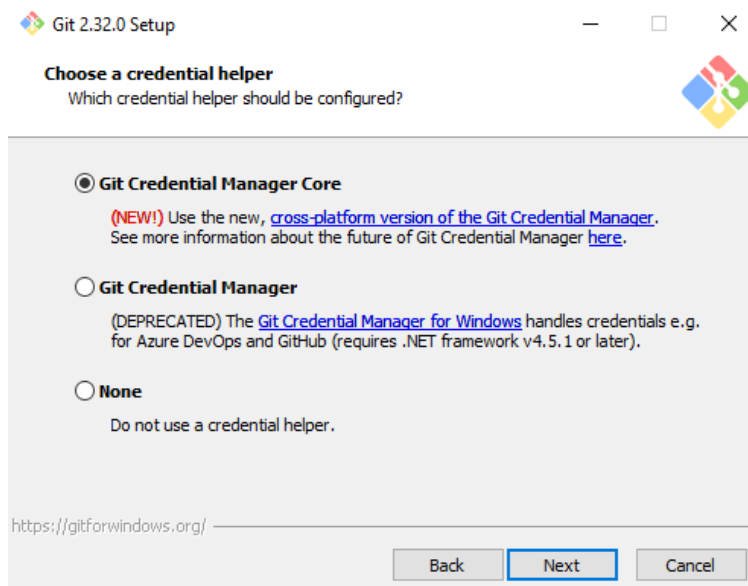 Git 2.32.0 Setup
Choose a credential helper
Which credential helper should be configured?
Git Credential Manager Core
(NEW!) Use the new, cross-platform version of the Git Credential Manager.
See more information about the future of Git Credential Manager here.
Git Credential Manager
(DEPRECATED) The Git Credential Manager for Windows handles credentials e.g.
for Azure DevOps and GitHub (requires .NET framework v4.5.1 or later).
None
Do not use a credential helper.
https://gitforwindows.org/
Back Next Cancel